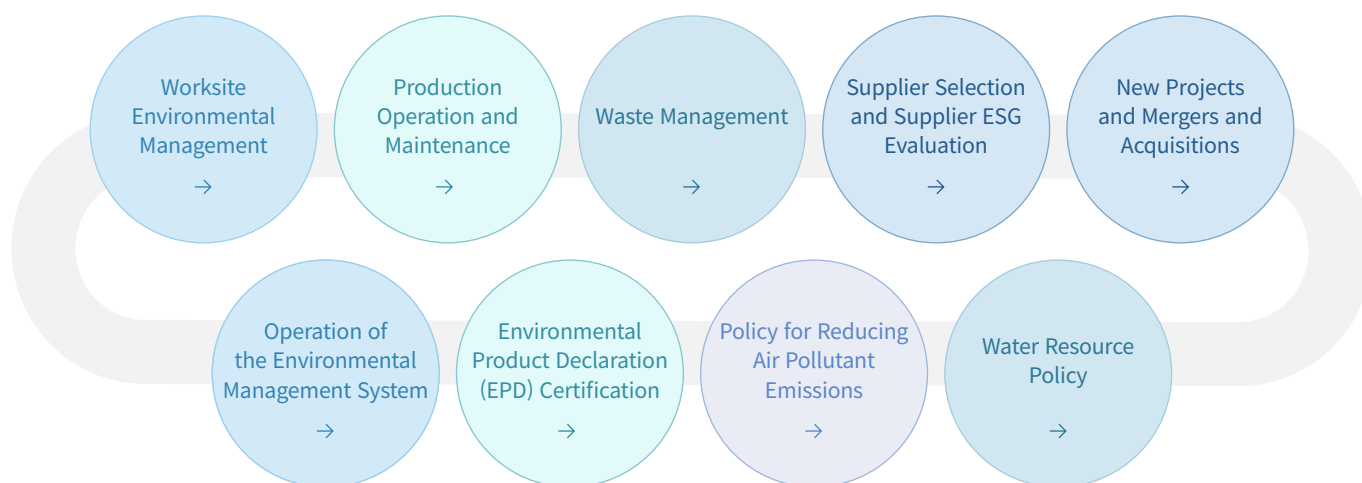 Worksite
Environmental
Management
→
Production
Operation and
Maintenance
→
Waste Management
→
Supplier Selection
and Supplier ESG
Evaluation
→
New Projects
and Mergers and
Acquisitions
→
Operation of
the Environmental
Management System
→
Environmental
Product Declaration
(EPD) Certification
→
Policy for Reducing
Air Pollutant
Emissions
→
Water Resource
Policy
→